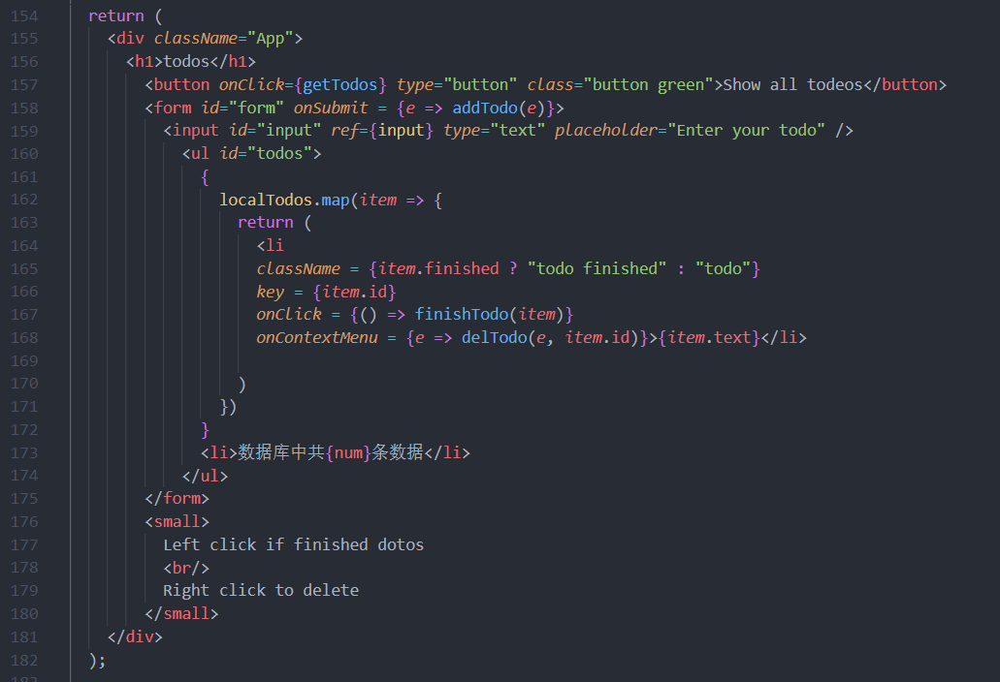 154 return (
155 <div className="App">
156 <h1>todos</h1>
157 <button onClick={getTodos} type="button" class="button green">Show all todeos</button>
158 <form id="form" onSubmit = {e => addTodo(e)}>
159 <input id="input" ref={input} type="text" placeholder="Enter your todo" />
160 <ul id="todos">
161 {
162 localTodos.map(item => {
163 return (
164 <li
165 className = {item.finished ? "todo finished" : "todo"}
166 key = {item.id}
167 onClick = {() => finishTodo(item)}
168 onContextMenu = {e => delTodo(e, item.id)}>{item.text}</li>
169
170 )
171 })
172 }
173 <li>数据库中共{num}条数据</li>
174 </ul>
175 </form>
176 <small>
177 Left click if finished dotos
178 <br/>
179 Right click to delete
180 </small>
181 </div>
182 );